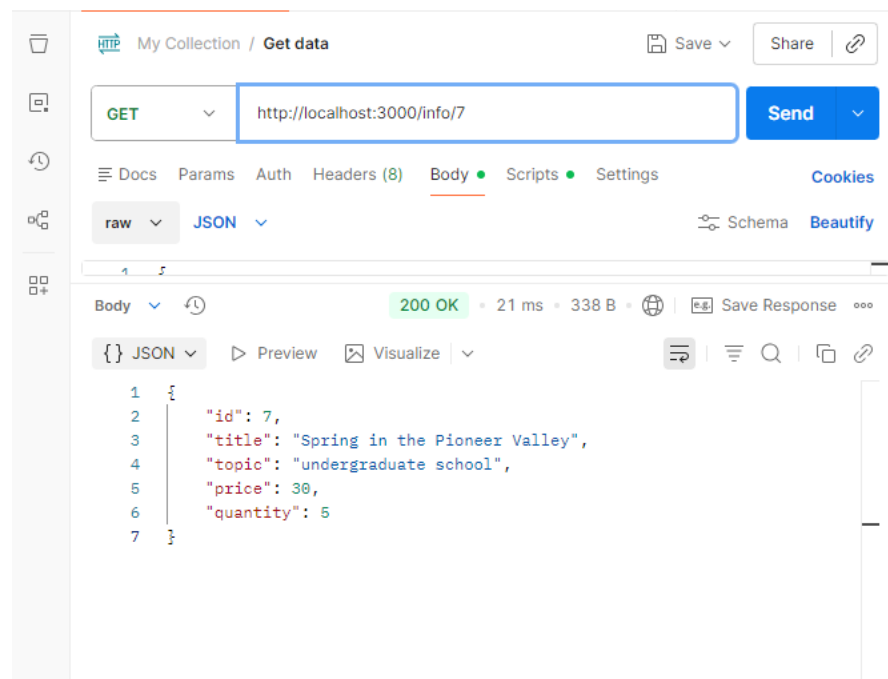 HTTP My Collection / Get data Save Share
GET http://localhost:3000/info/7 Send
Docs Params Auth Headers (8) Body Scripts Settings Cookies
raw JSON Schema Beautify
1 {
Body 200 OK 21 ms 338 B e.g. Save Response
{} JSON Preview Visualize
1 {
2 "id": 7,
3 "title": "Spring in the Pioneer Valley",
4 "topic": "undergraduate school",
5 "price": 30,
6 "quantity": 5
7 }